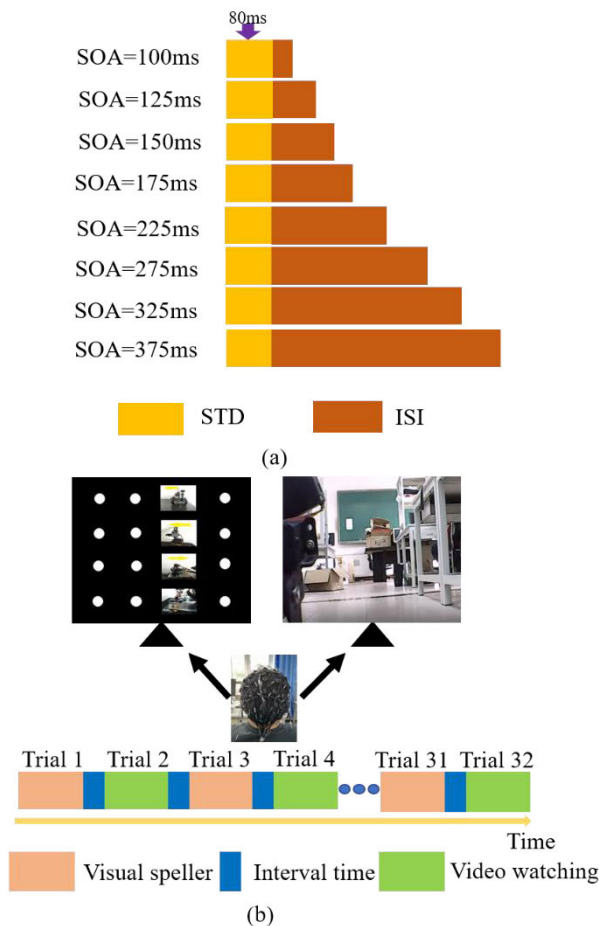 80ms
SOA=100ms
SOA=125ms
SOA=150ms
SOA=175ms
SOA=225ms
SOA=275ms
SOA=325ms
SOA=375ms
STD ISI
(a)
Trial 1 Trial 2 Trial 3 Trial 4 Trial 31 Trial 32
Time
Visual speller Interval time Video watching
(b)